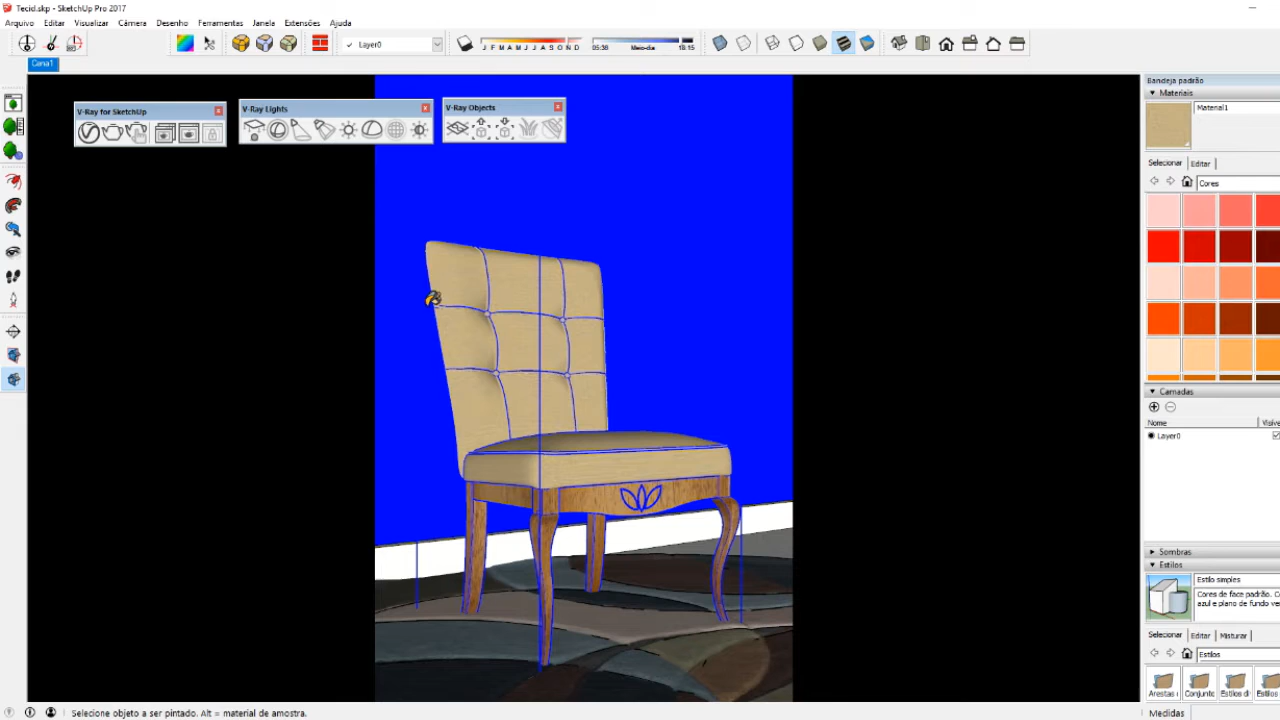 Tecid.skp - SketchUp Pro 2017
Arquivo Editar Visualizar Câmera Desenho Ferramentas Janela Extensões Ajuda
Layer0
J F M A M J J A S O N D
05:38 Meio-dia 18:15
Cena1
V-Ray for SketchUp
V-Ray Lights
V-Ray Objects
Bandeja padrão
Materiais
Material1
Selecionar Editar
Cores
Camadas
Nome
Layer0
Sombras
Estilos
Estilo simples
Cores de face padrão. C
azul e plano de fundo ve
Selecionar Editar Misturar
Estilos
Arestas Conjunto Estilos d Estilos
Selecione objeto a ser pintado. Alt = material de amostra.
Medidas